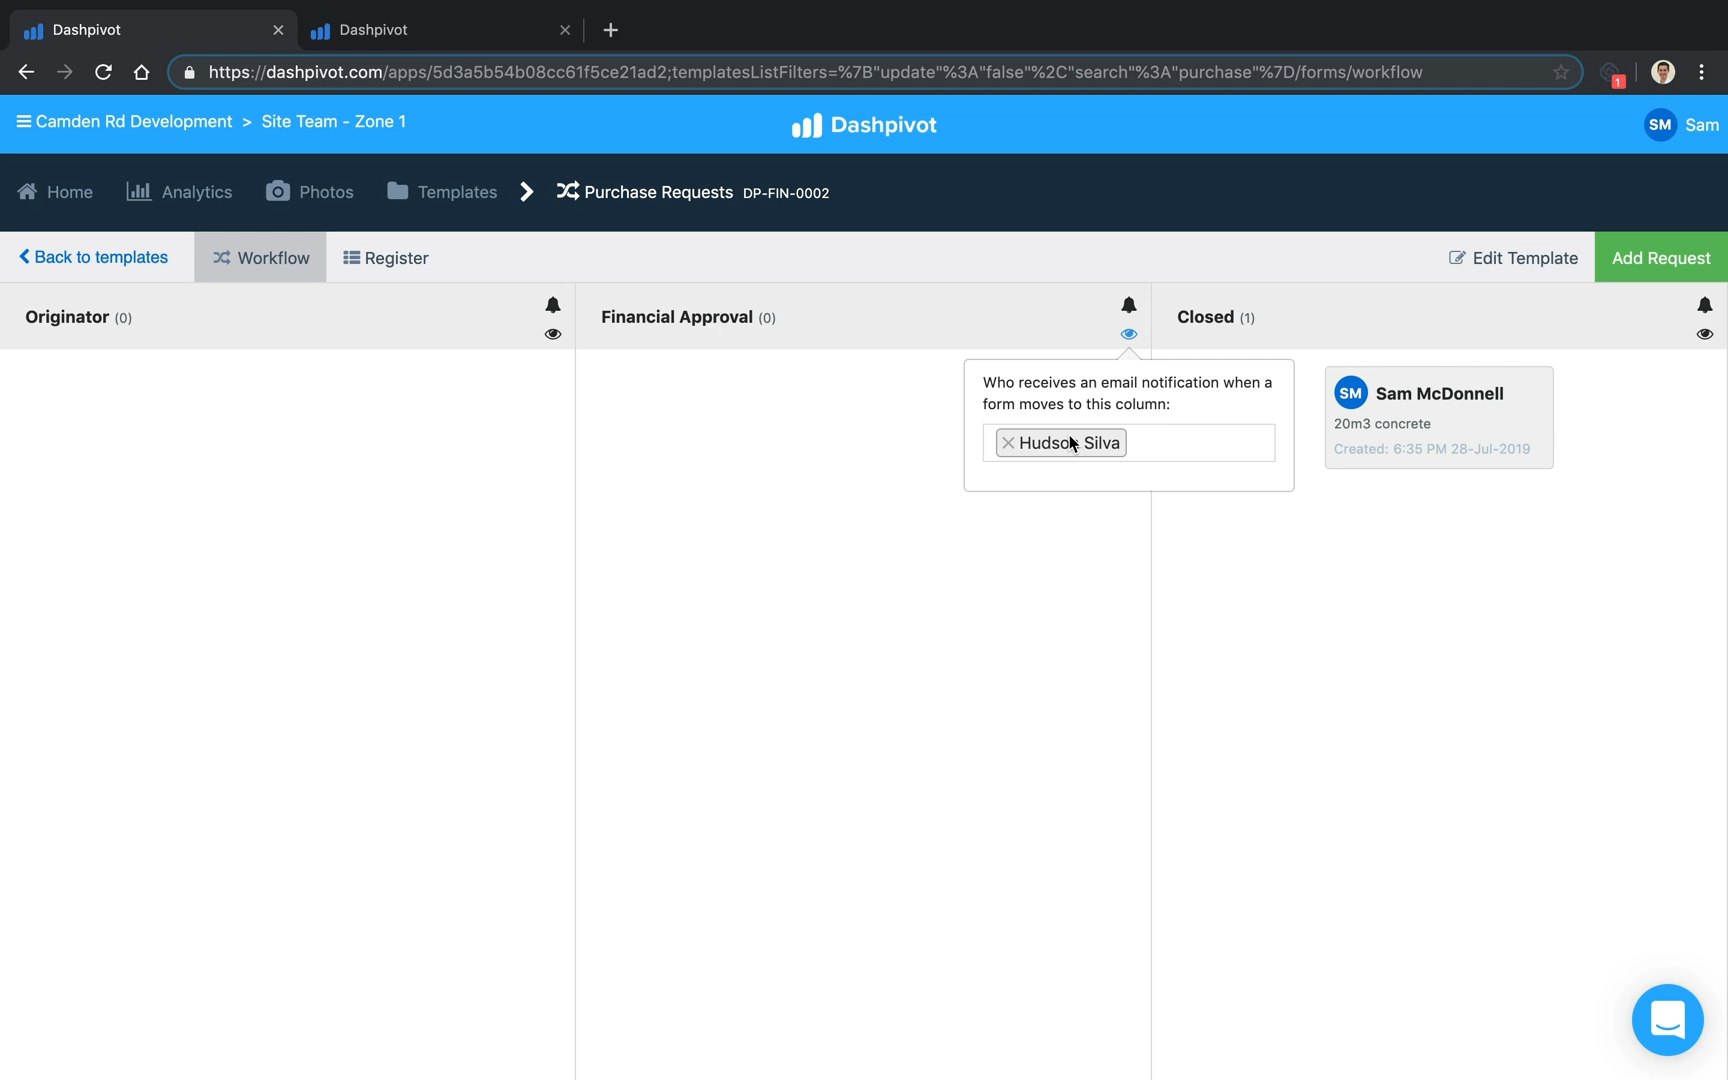 Dashpivot
Dashpivot
https://dashpivot.com/apps/5d3a5b54b08cc61f5ce21ad2;templatesListFilters=%7B"update"%3A"false"%2C"search"%3A"purchase"%7D/forms/workflow
1
Camden Rd Development > Site Team - Zone 1
Dashpivot
SM Sam
Home
Analytics
Photos
Templates
Purchase Requests DP-FIN-0002
Back to templates
Workflow
Register
Edit Template
Add Request
Originator (0)
Financial Approval (0)
Closed (1)
Who receives an email notification when a
form moves to this column:
Hudson Silva
SM Sam McDonnell
20m3 concrete
Created: 6:35 PM 28-Jul-2019